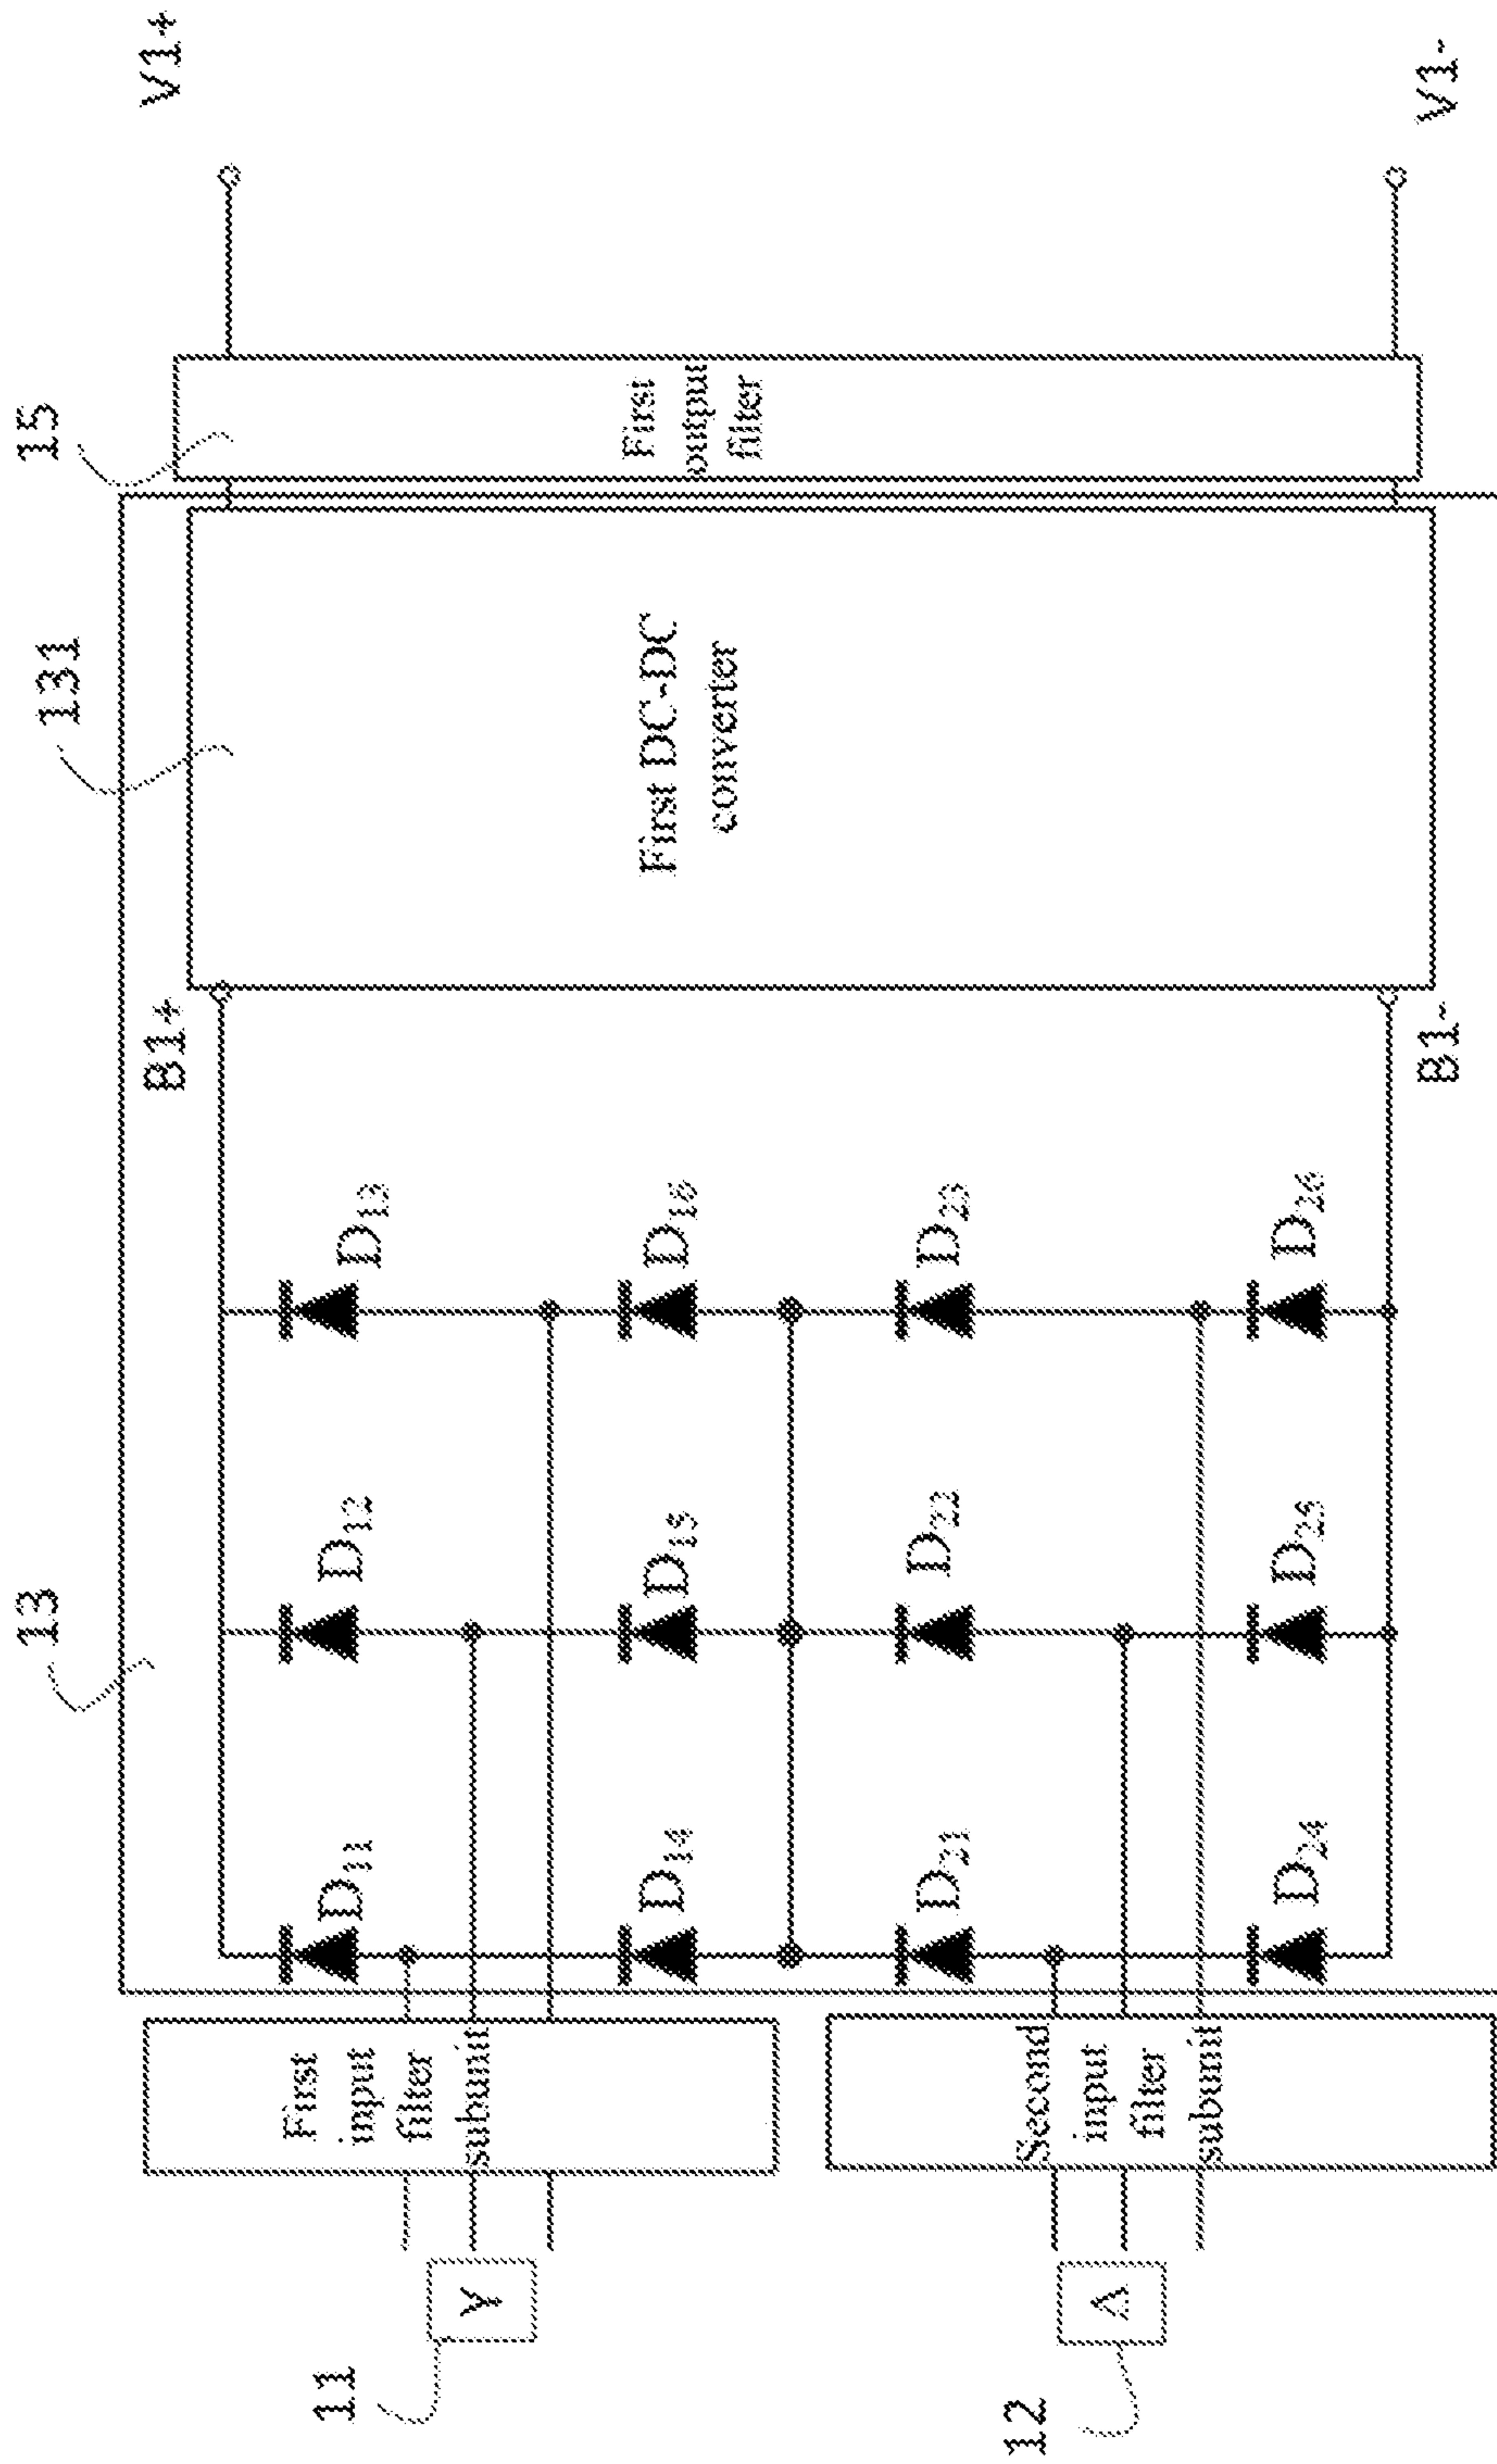 13
15
131
B1+
V1+
11
D₁₁
D₁₂
D₁₃
First
input
filter
subunit
Y
D₁₄
D₁₅
D₁₆
First DC-DC
converter
First
output
filter
D₂₁
D₂₂
D₂₃
12
Second
input
filter
subunit
Δ
D₂₄
D₂₅
D₂₆
B1-
V1-